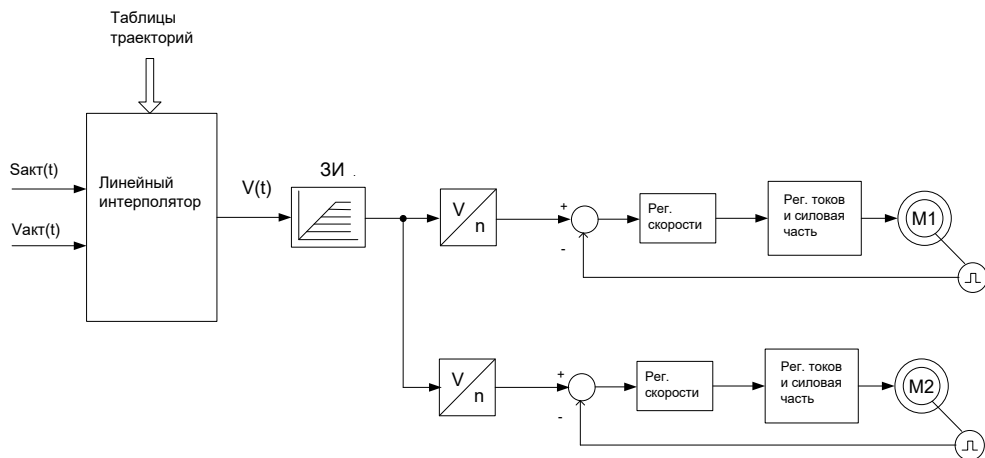 Таблицы
траекторий
Sакт(t)
Vакт(t)
Линейный
интерполятор
V(t)
ЗИ .
V
n
+
-
Рег.
скорости
Рег. токов
и силовая
часть
M1
V
n
+
-
Рег.
скорости
Рег. токов
и силовая
часть
M2